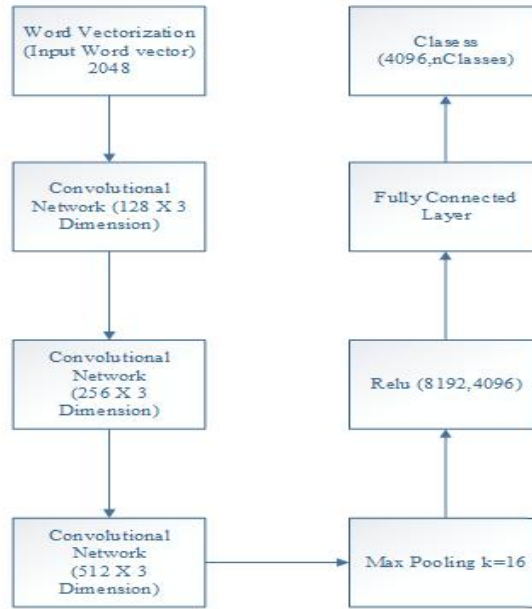 Word Vectorization
(Input Word vector)
2048
Convolutional
Network (128 X 3
Dimension)
Convolutional
Network
(256 X 3
Dimension)
Convolutional
Network
(512 X 3
Dimension)
Max Pooling k=16
Relu (8192,4096)
Fully Connected
Layer
Clasess
(4096,nClasses)